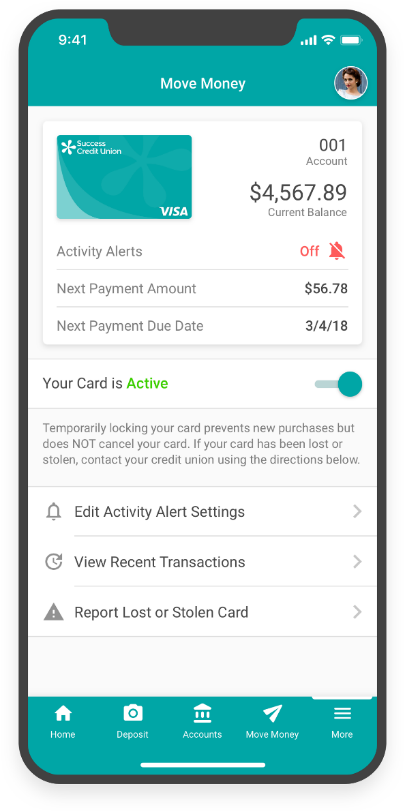 9:41
Move Money
Success
Credit Union
VISA
001
Account
$4,567.89
Current Balance
Activity Alerts Off
Next Payment Amount $56.78
Next Payment Due Date 3/4/18
Your Card is Active
Temporarily locking your card prevents new purchases but
does NOT cancel your card. If your card has been lost or
stolen, contact your credit union using the directions below.
Edit Activity Alert Settings
View Recent Transactions
Report Lost or Stolen Card
Home Deposit Accounts Move Money More